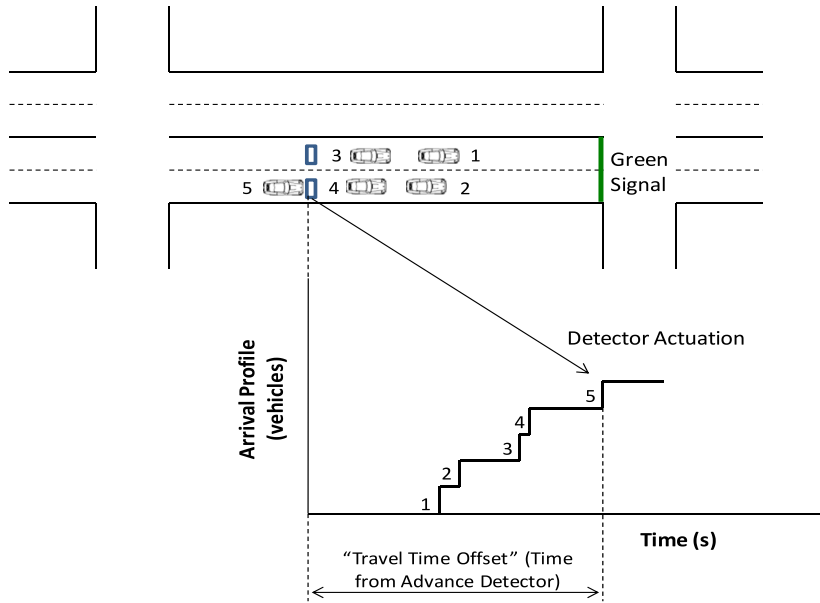 3
1
Green
Signal
5
4
2
Detector Actuation
Arrival Profile
(vehicles)
5
4
3
2
1
Time (s)
“Travel Time Offset” (Time
from Advance Detector)